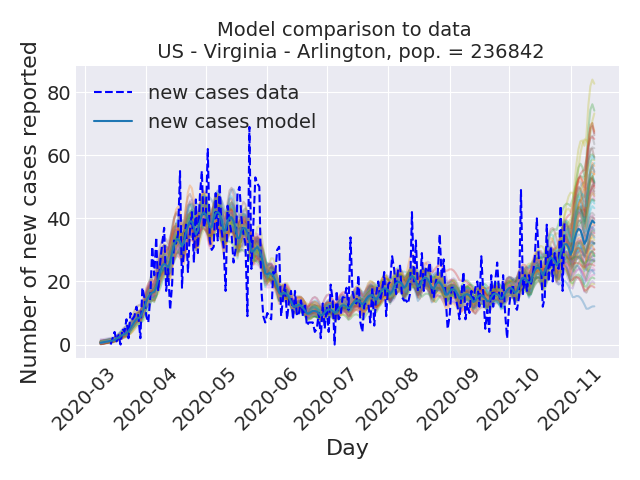 Model comparison to data
US - Virginia - Arlington, pop. = 236842
Number of new cases reported
80
60
40
20
0
new cases data
new cases model
2020-03
2020-04
2020-05
2020-06
2020-07
2020-08
2020-09
2020-10
2020-11
Day